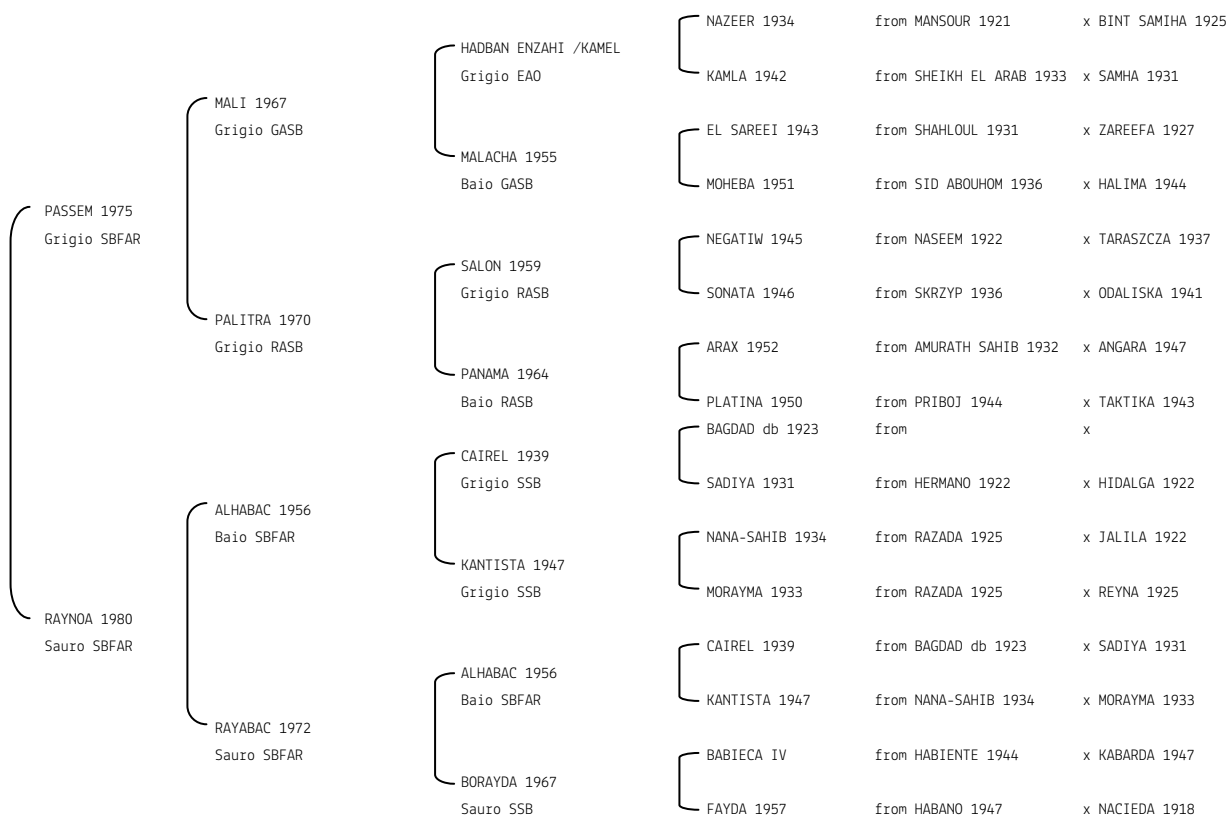 NAZEER 1934 from MANSOUR 1921 x BINT SAMIHA 1925
HADBAN ENZAHI /KAMEL
Grigio EAO KAMLA 1942 from SHEIKH EL ARAB 1933 x SAMHA 1931
MALI 1967
Grigio GASB EL SAREEI 1943 from SHAHLOUL 1931 x ZAREEFA 1927
MALACHA 1955
Baio GASB MOHEBA 1951 from SID ABOUHOM 1936 x HALIMA 1944
PASSEM 1975
Grigio SBFAR NEGATIW 1945 from NASEEM 1922 x TARASZCZA 1937
SALON 1959
Grigio RASB SONATA 1946 from SKRZYP 1936 x ODALISKA 1941
PALITRA 1970
Grigio RASB ARAX 1952 from AMURATH SAHIB 1932 x ANGARA 1947
PANAMA 1964
Baio RASB PLATINA 1950 from PRIBOJ 1944 x TAKTIKA 1943
BAGDAD db 1923 from x
CAIREL 1939
Grigio SSB SADIYA 1931 from HERMANO 1922 x HIDALGA 1922
ALHABAC 1956
Baio SBFAR NANA-SAHIB 1934 from RAZADA 1925 x JALILA 1922
KANTISTA 1947
Grigio SSB MORAYMA 1933 from RAZADA 1925 x REYNA 1925
RAYNOA 1980
Sauro SBFAR CAIREL 1939 from BAGDAD db 1923 x SADIYA 1931
ALHABAC 1956
Baio SBFAR KANTISTA 1947 from NANA-SAHIB 1934 x MORAYMA 1933
RAYABAC 1972
Sauro SBFAR BABIECA IV from HABIENTE 1944 x KABARDA 1947
BORAYDA 1967
Sauro SSB FAYDA 1957 from HABANO 1947 x NACIEDA 1918